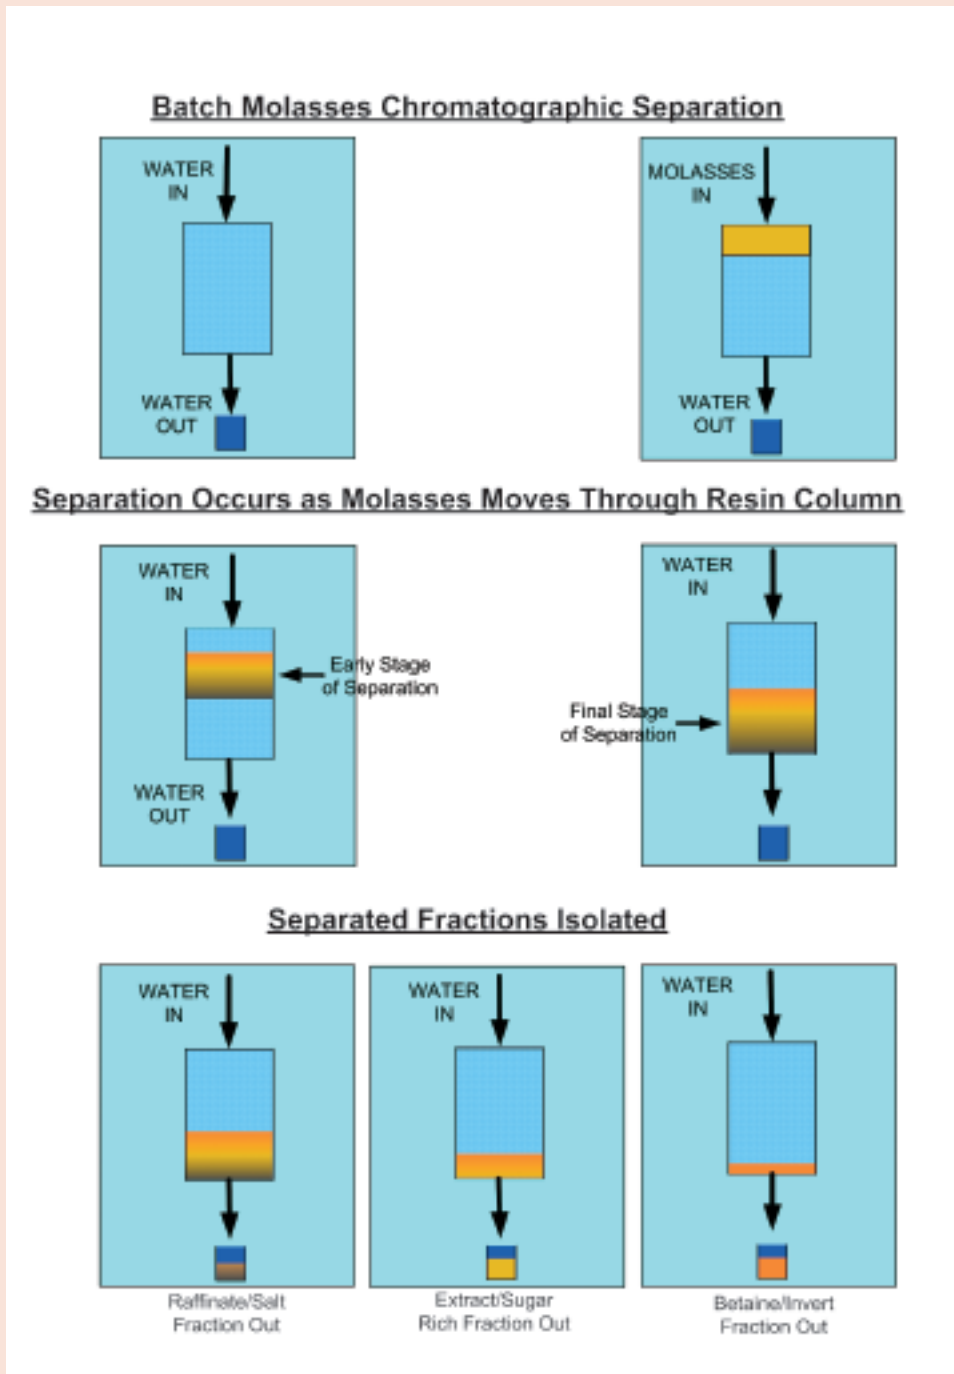 Batch Molasses Chromatographic Separation
WATER
IN
WATER
OUT
MOLASSES
IN
WATER
OUT
Separation Occurs as Molasses Moves Through Resin Column
WATER
IN
Early Stage
of Separation
WATER
OUT
WATER
IN
Final Stage
of Separation
Separated Fractions Isolated
WATER
IN
Raffinate/Salt
Fraction Out
WATER
IN
Extract/Sugar
Rich Fraction Out
WATER
IN
Betaine/Invert
Fraction Out